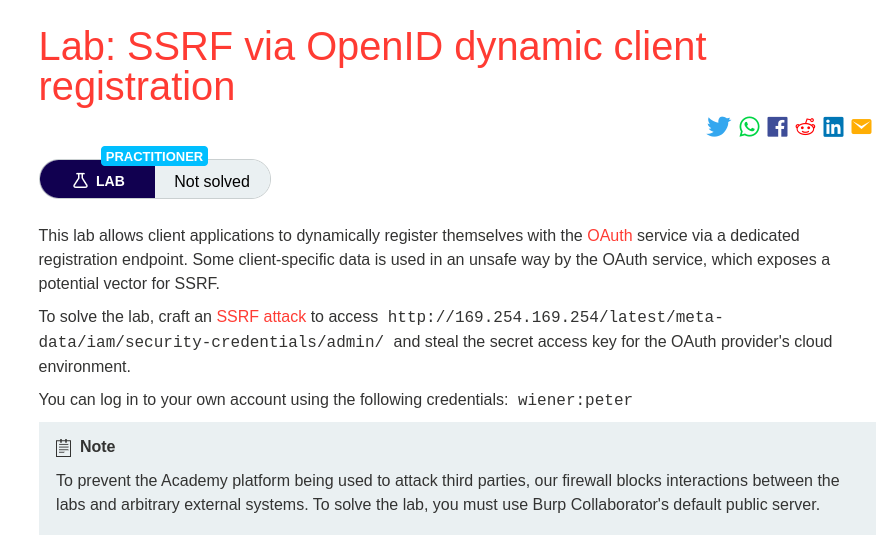 Lab: SSRF via OpenID dynamic client
registration
PRACTITIONER
LAB
Not solved
This lab allows client applications to dynamically register themselves with the OAuth service via a dedicated
registration endpoint. Some client-specific data is used in an unsafe way by the OAuth service, which exposes a
potential vector for SSRF.
To solve the lab, craft an SSRF attack to access http://169.254.169.254/latest/meta-
data/iam/security-credentials/admin/ and steal the secret access key for the OAuth provider's cloud
environment.
You can log in to your own account using the following credentials: wiener:peter
Note
To prevent the Academy platform being used to attack third parties, our firewall blocks interactions between the
labs and arbitrary external systems. To solve the lab, you must use Burp Collaborator's default public server.